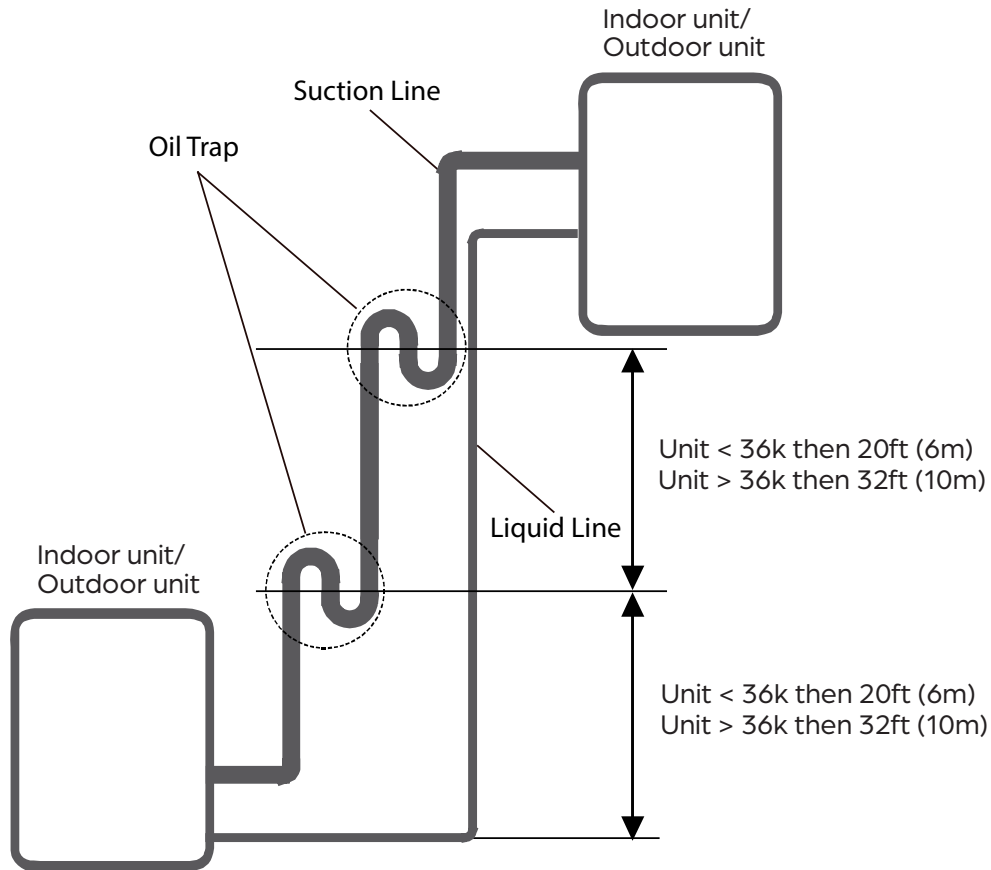 Indoor unit/
Outdoor unit
Suction Line
Oil Trap
Unit < 36k then 20ft (6m)
Unit > 36k then 32ft (10m)
Liquid Line
Indoor unit/
Outdoor unit
Unit < 36k then 20ft (6m)
Unit > 36k then 32ft (10m)